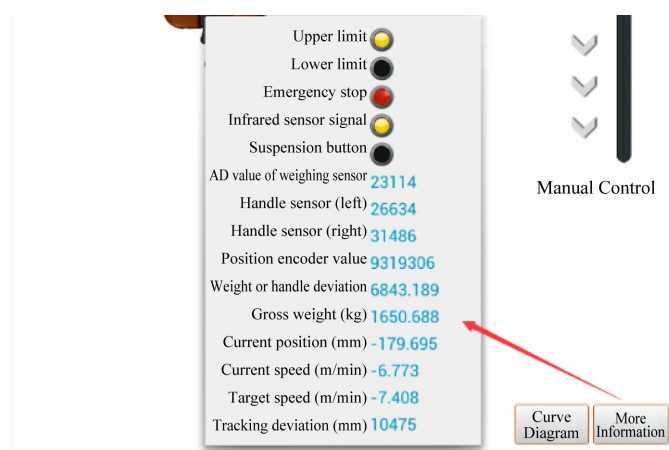 Upper limit
Lower limit
Emergency stop
Infrared sensor signal
Suspension button
AD value of weighing sensor 23114
Handle sensor (left) 26634
Handle sensor (right) 31486
Position encoder value 9319306
Weight or handle deviation 6843.189
Gross weight (kg) 1650.688
Current position (mm) -179.695
Current speed (m/min) -6.773
Target speed (m/min) -7.408
Tracking deviation (mm) 10475
Manual Control
Curve
Diagram
More
Information